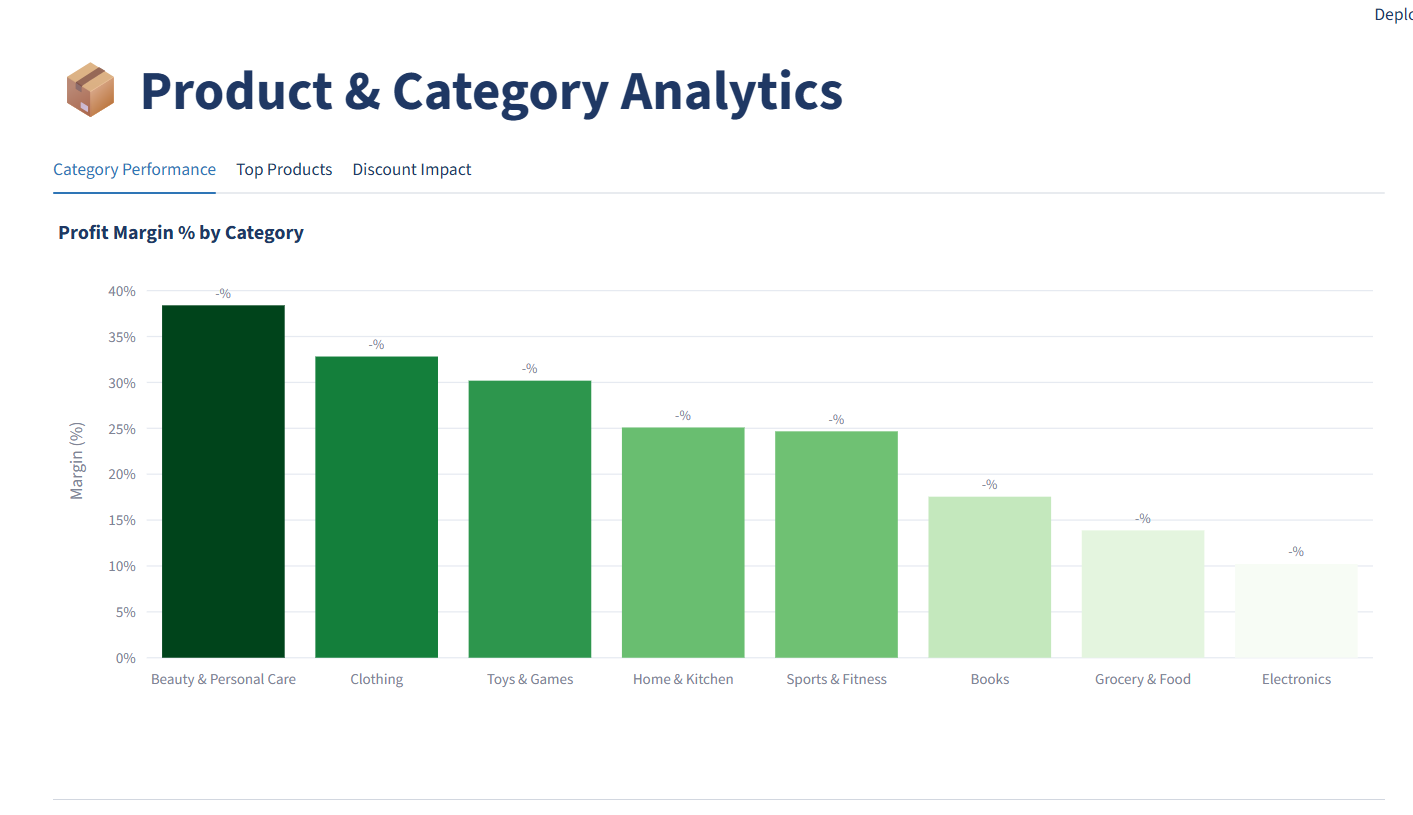 Deplo
Product & Category Analytics
Category Performance Top Products Discount Impact
Profit Margin % by Category
Margin (%)
40%
35%
30%
25%
20%
15%
10%
5%
0%
-%
-%
-%
-%
-%
-%
-%
-%
Beauty & Personal Care Clothing Toys & Games Home & Kitchen Sports & Fitness Books Grocery & Food Electronics